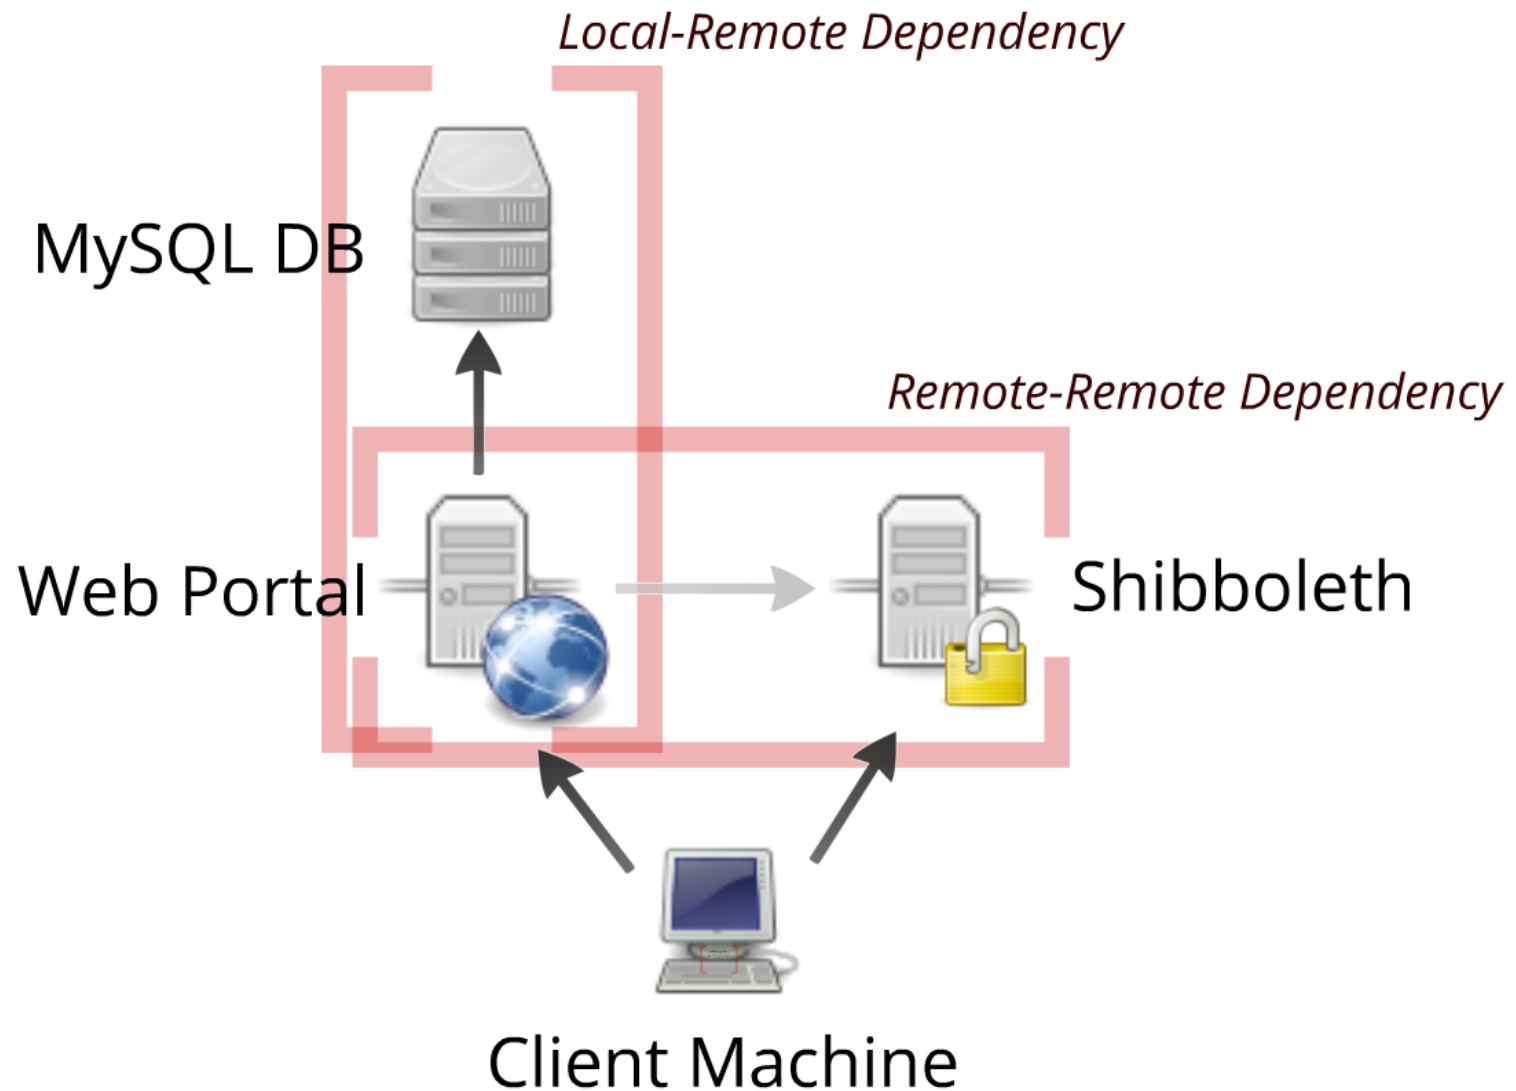 Local-Remote Dependency
MySQL DB
Remote-Remote Dependency
Web Portal
Shibboleth
Client Machine